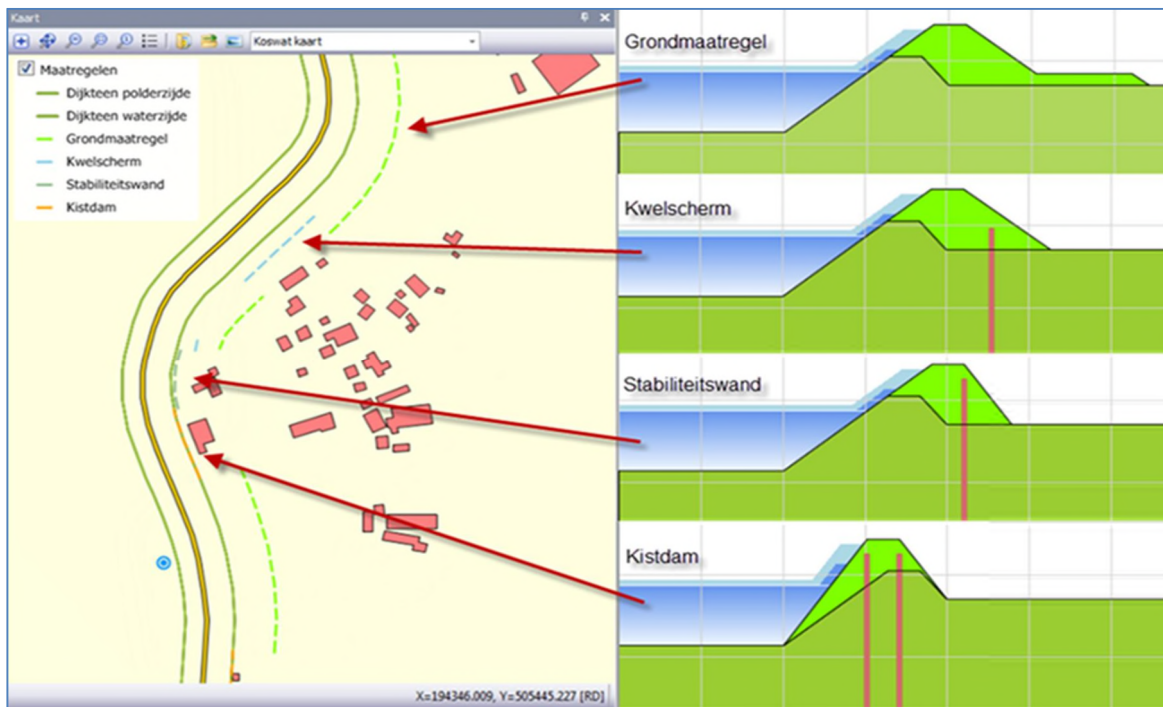 Kaart
Koswat kaart
Maatregelen
Dijkteen polderzijde
Dijkteen waterzijde
Grondmaatregel
Kwelscherm
Stabiliteitswand
Kistdam
X=194346.009, Y=505445.227 [RD]
Grondmaatregel
Kwelscherm
Stabiliteitswand
Kistdam